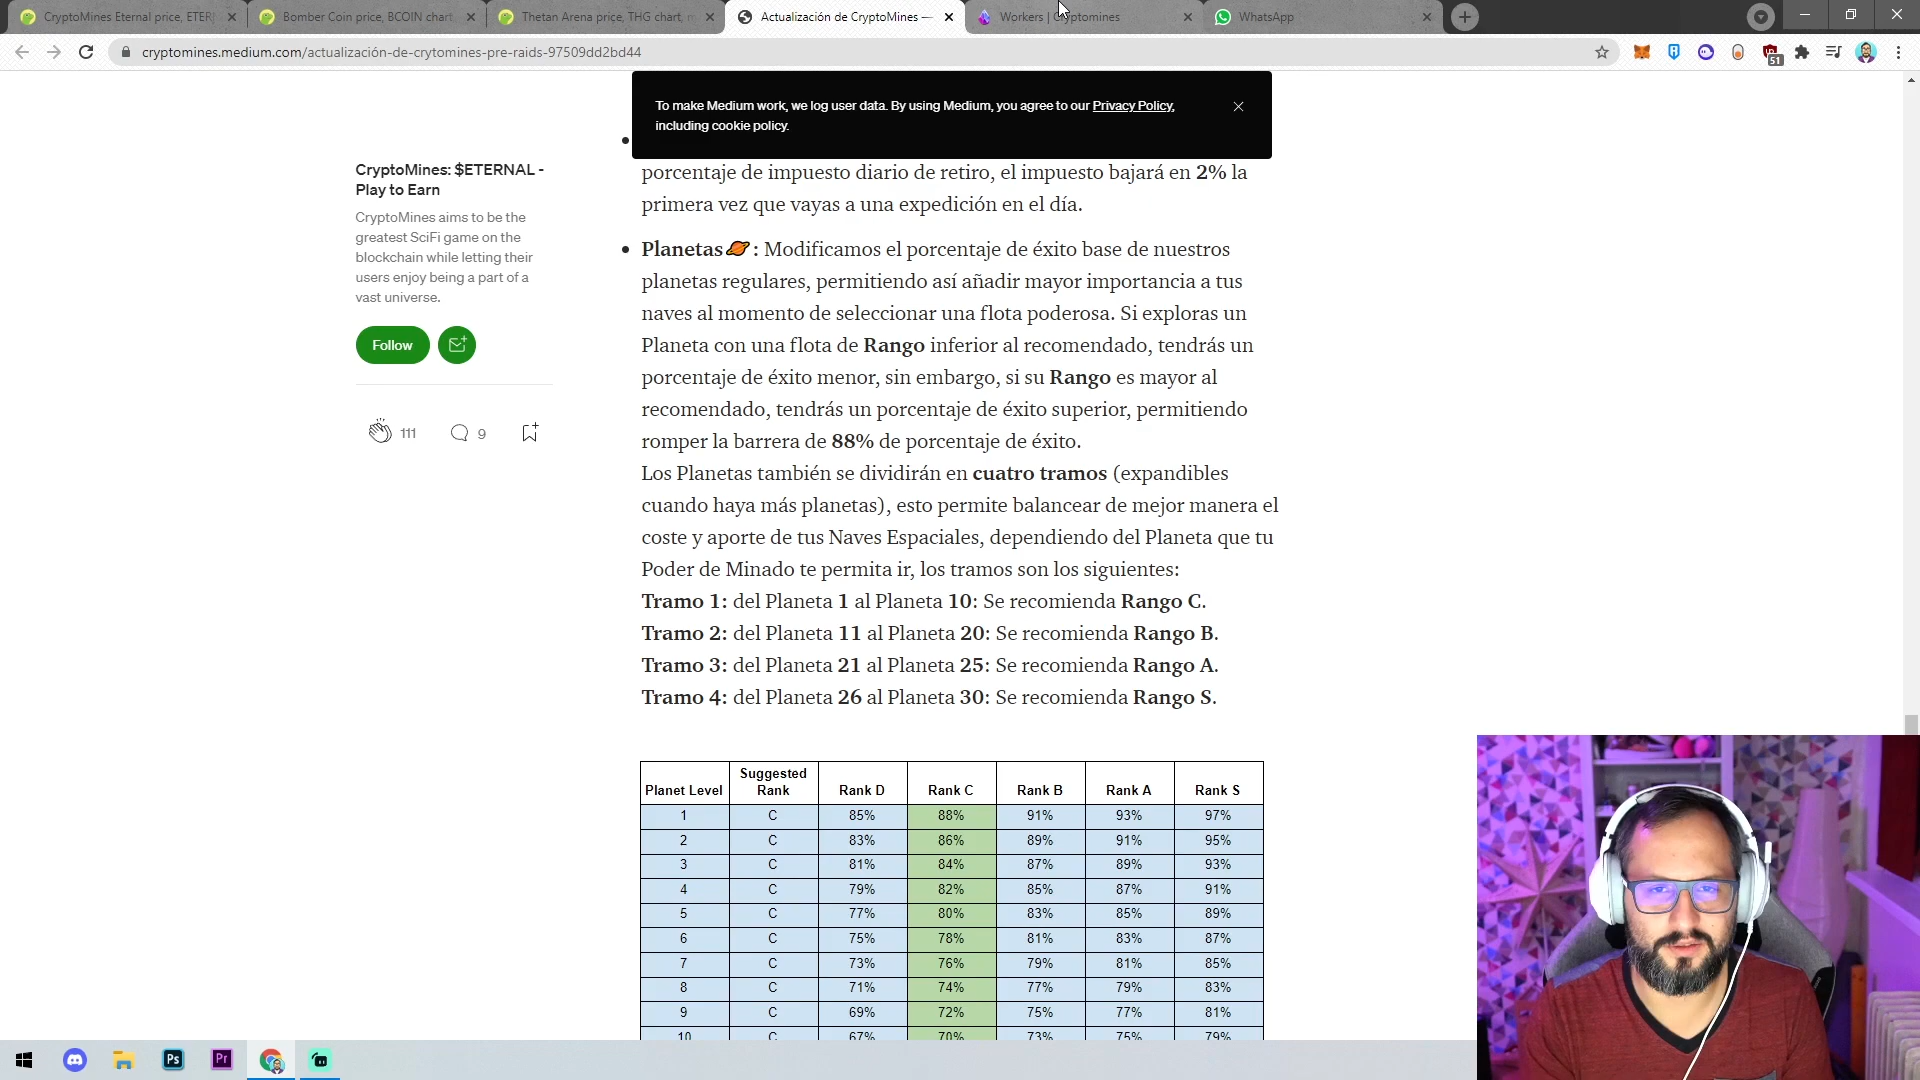 CryptoMines Eternal price, ETER
Bomber Coin price, BCOIN chart
Thetan Arena price, THG chart, m
Actualización de CryptoMines —
Workers | Cryptomines
WhatsApp
cryptomines.medium.com/actualización-de-crytomines-pre-raids-97509dd2bd44
51
To make Medium work, we log user data. By using Medium, you agree to our Privacy Policy,
including cookie policy.
CryptoMines: $ETERNAL -
Play to Earn
CryptoMines aims to be the
greatest SciFi game on the
blockchain while letting their
users enjoy being a part of a
vast universe.
Follow
111
9
porcentaje de impuesto diario de retiro, el impuesto bajará en 2% la
primera vez que vayas a una expedición en el día.
Planetas🪐: Modificamos el porcentaje de éxito base de nuestros
planetas regulares, permitiendo así añadir mayor importancia a tus
naves al momento de seleccionar una flota poderosa. Si exploras un
Planeta con una flota de Rango inferior al recomendado, tendrás un
porcentaje de éxito menor, sin embargo, si su Rango es mayor al
recomendado, tendrás un porcentaje de éxito superior, permitiendo
romper la barrera de 88% de porcentaje de éxito.
Los Planetas también se dividirán en cuatro tramos (expandibles
cuando haya más planetas), esto permite balancear de mejor manera el
coste y aporte de tus Naves Espaciales, dependiendo del Planeta que tu
Poder de Minado te permita ir, los tramos son los siguientes:
Tramo 1: del Planeta 1 al Planeta 10: Se recomienda Rango C.
Tramo 2: del Planeta 11 al Planeta 20: Se recomienda Rango B.
Tramo 3: del Planeta 21 al Planeta 25: Se recomienda Rango A.
Tramo 4: del Planeta 26 al Planeta 30: Se recomienda Rango S.
Planet Level Suggested Rank Rank D Rank C Rank B Rank A Rank S
1 C 85% 88% 91% 93% 97%
2 C 83% 86% 89% 91% 95%
3 C 81% 84% 87% 89% 93%
4 C 79% 82% 85% 87% 91%
5 C 77% 80% 83% 85% 89%
6 C 75% 78% 81% 83% 87%
7 C 73% 76% 79% 81% 85%
8 C 71% 74% 77% 79% 83%
9 C 69% 72% 75% 77% 81%
10 C 67% 70% 73% 75% 79%
Ps
Pr